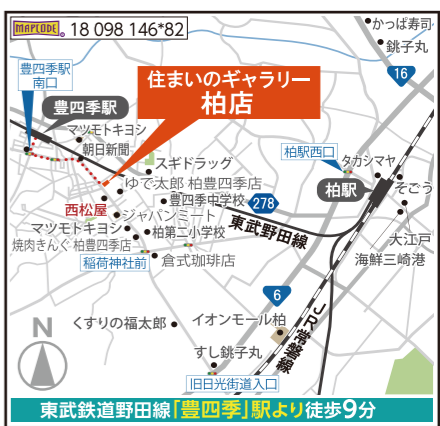 MAPCODE® 18 098 146*82
かっぱ寿司
銚子丸
16
豊四季駅
南口
住まいのギャラリー
柏店
豊四季駅
マツモトキヨシ
朝日新聞
スギドラッグ
柏駅西口
タカシマヤ
ゆで太郎 柏豊四季店
柏駅
そごう
西松屋
豊四季中学校
278
ジャパンミート
東武野田線
マツモトキヨシ
柏第二小学校
大江戸
海鮮三崎港
焼肉きんぐ 柏豊四季店
稲荷神社前
倉式珈琲店
6
JR常磐線
N
くすりの福太郎
イオンモール柏
すし銚子丸
旧日光街道入口
東武鉄道野田線「豊四季」駅より徒歩9分